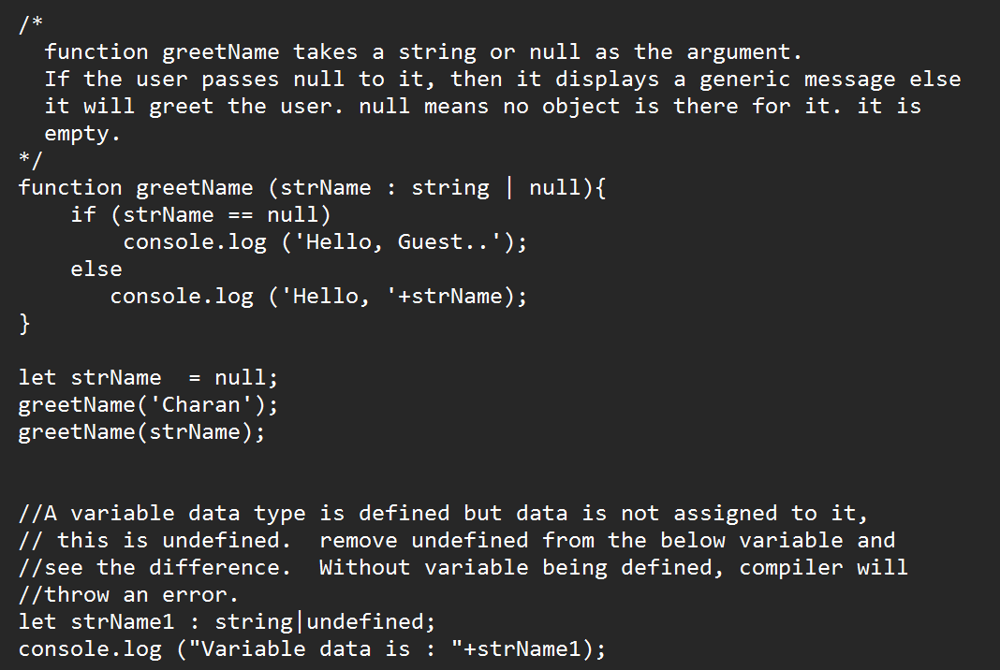 /*
  function greetName takes a string or null as the argument.
  If the user passes null to it, then it displays a generic message else
  it will greet the user. null means no object is there for it. it is
  empty.
*/
function greetName (strName : string | null){
    if (strName == null)
        console.log ('Hello, Guest..');
    else
       console.log ('Hello, '+strName);
}

let strName  = null;
greetName('Charan');
greetName(strName);


//A variable data type is defined but data is not assigned to it,
// this is undefined.  remove undefined from the below variable and
//see the difference.  Without variable being defined, compiler will
//throw an error.
let strName1 : string|undefined;
console.log ("Variable data is : "+strName1);